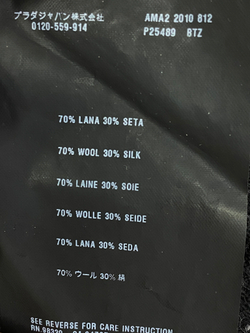 プラダジャパン株式会社 AMA2 2010 812
0120-559-914 P25489 BTZ
70% LANA 30% SETA
70% WOOL 30% SILK
70% LAINE 30% SOIE
70% WOLLE 30% SEIDE
70% LANA 30% SEDA
70% ウール 30% 絹
SEE REVERSE FOR CARE INSTRUCTION